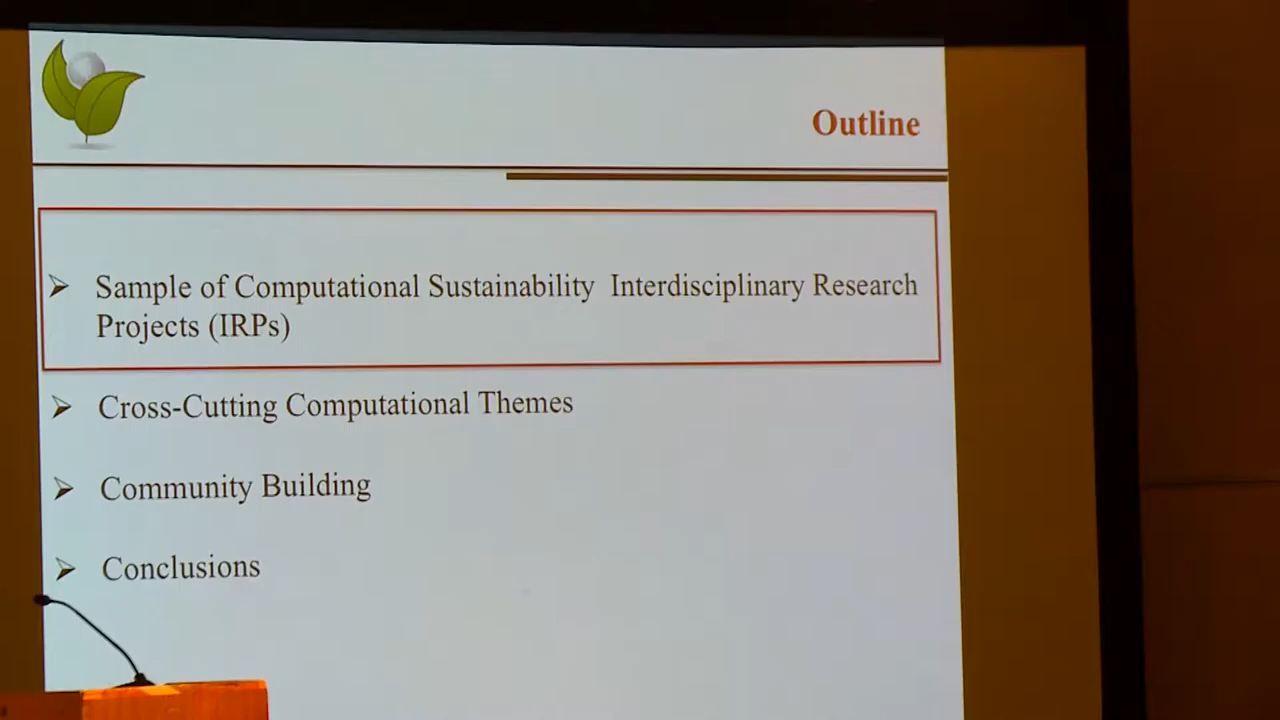 Outline
Sample of Computational Sustainability Interdisciplinary Research
Projects (IRPs)
Cross-Cutting Computational Themes
Community Building
Conclusions